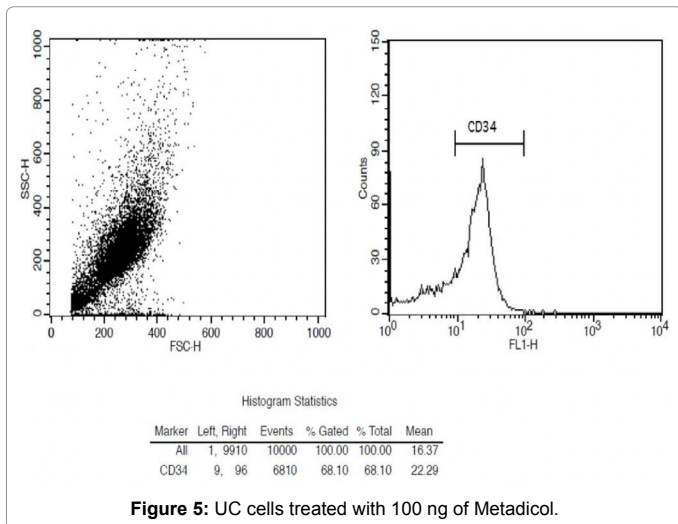 1000
800
600
400
200
0
SSC-H
0 200 400 600 800 1000
FSC-H
150
120
90
60
30
0
Counts
CD34
10^0 10^1 10^2 10^3 10^4
FL1-H
Histogram Statistics
Marker Left, Right Events % Gated % Total Mean
All 1, 9910 10000 100.00 100.00 16.37
CD34 9, 96 6810 68.10 68.10 22.29
Figure 5: UC cells treated with 100 ng of Metadicol.